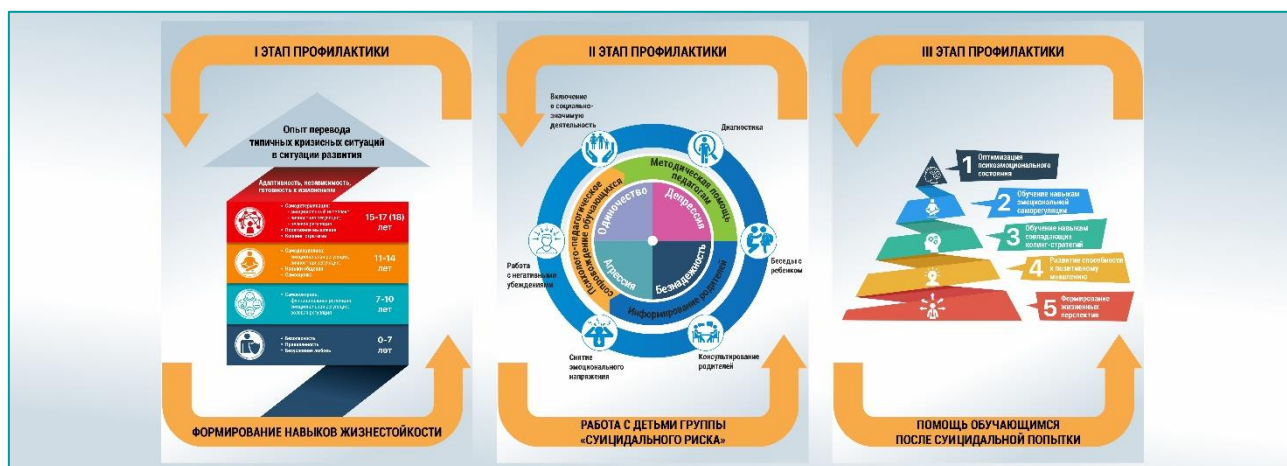 I ЭТАП ПРОФИЛАКТИКИ
Опыт перевода
типичных кризисных ситуаций
в ситуации развития
Адаптивность, независимость,
готовность к изменениям
15-17 (18)
лет
11-14
лет
• Самооценка
7-10
лет
• Безопасность
• Безусловная любовь
0-7
лет
ФОРМИРОВАНИЕ НАВЫКОВ ЖИЗНЕСТОЙКОСТИ
II ЭТАП ПРОФИЛАКТИКИ
Включение
в социально-
значимую
деятельность
Диагностика
Методическая помощь
педагогам
Психолого-педагогическое
сопровождение обучающихся
Одиночество
Депрессия
Агрессия
Безнадежность
Информирование родителей
Работа
с негативными
убеждениями
Беседы с
ребенком
Снятие
эмоционального
напряжения
Консультирование
родителей
РАБОТА С ДЕТЬМИ ГРУППЫ
«СУИЦИДАЛЬНОГО РИСКА»
III ЭТАП ПРОФИЛАКТИКИ
1 Оптимизация
психоэмоционального
состояния
2 Обучение навыкам
эмоциональной
саморегуляции
3 Обучение навыкам
совладающих
копинг-стратегий
4 Развитие способности
к позитивному
мышлению
5 Формирование
жизненных
перспектив
ПОМОЩЬ ОБУЧАЮЩИМСЯ
ПОСЛЕ СУИЦИДАЛЬНОЙ ПОПЫТКИ